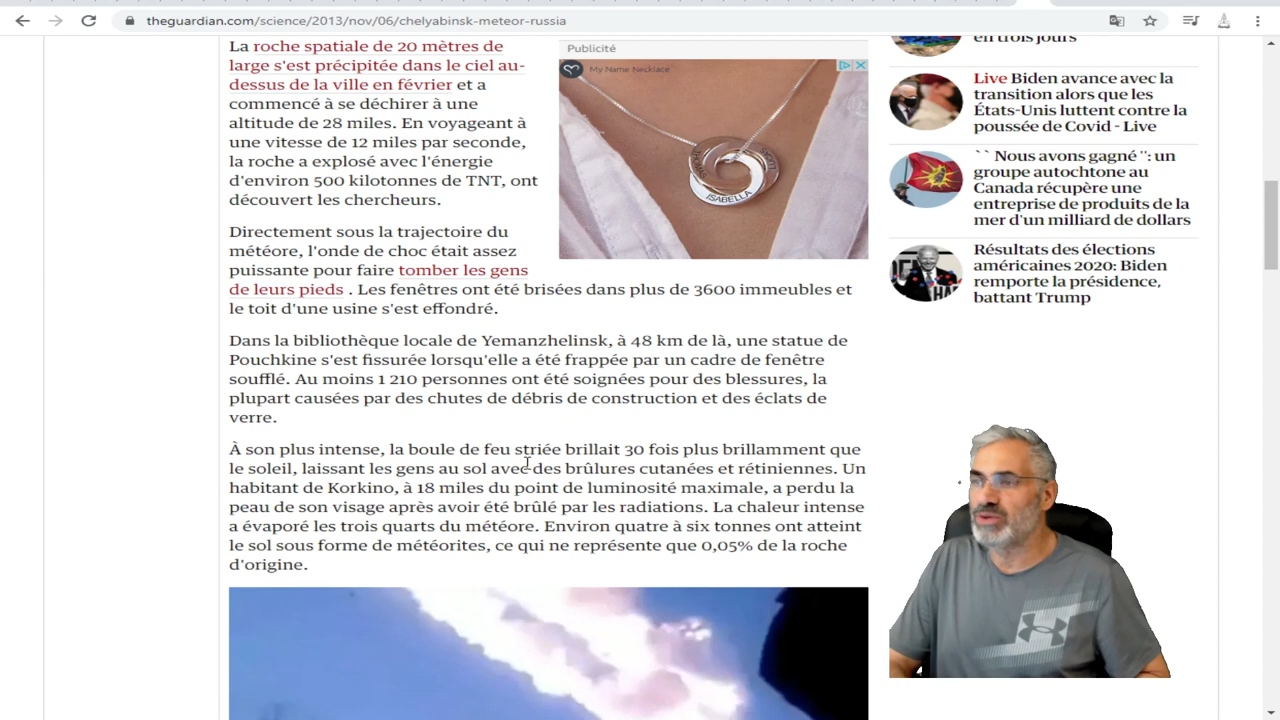 theguardian.com/science/2013/nov/06/chelyabinsk-meteor-russia
La roche spatiale de 20 mètres de
large s'est précipitée dans le ciel au-
dessus de la ville en février et a
commencé à se déchirer à une
altitude de 28 miles. En voyageant à
une vitesse de 12 miles par seconde,
la roche a explosé avec l'énergie
d'environ 500 kilotonnes de TNT, ont
découvert les chercheurs.
Publicité
My Name Necklace
ISABELLA
Directement sous la trajectoire du
météore, l'onde de choc était assez
puissante pour faire tomber les gens
de leurs pieds . Les fenêtres ont été brisées dans plus de 3600 immeubles et
le toit d'une usine s'est effondré.
Dans la bibliothèque locale de Yemanzhelinsk, à 48 km de là, une statue de
Pouchkine s'est fissurée lorsqu'elle a été frappée par un cadre de fenêtre
soufflé. Au moins 1 210 personnes ont été soignées pour des blessures, la
plupart causées par des chutes de débris de construction et des éclats de
verre.
À son plus intense, la boule de feu striée brillait 30 fois plus brillamment que
le soleil, laissant les gens au sol avec des brûlures cutanées et rétiniennes. Un
habitant de Korkino, à 18 miles du point de luminosité maximale, a perdu la
peau de son visage après avoir été brûlé par les radiations. La chaleur intense
a évaporé les trois quarts du météore. Environ quatre à six tonnes ont atteint
le sol sous forme de météorites, ce qui ne représente que 0,05% de la roche
d'origine.
en trois jours
Live Biden avance avec la
transition alors que les
États-Unis luttent contre la
poussée de Covid - Live
`` Nous avons gagné '': un
groupe autochtone au
Canada récupère une
entreprise de produits de la
mer d'un milliard de dollars
Résultats des élections
américaines 2020: Biden
remporte la présidence,
battant Trump